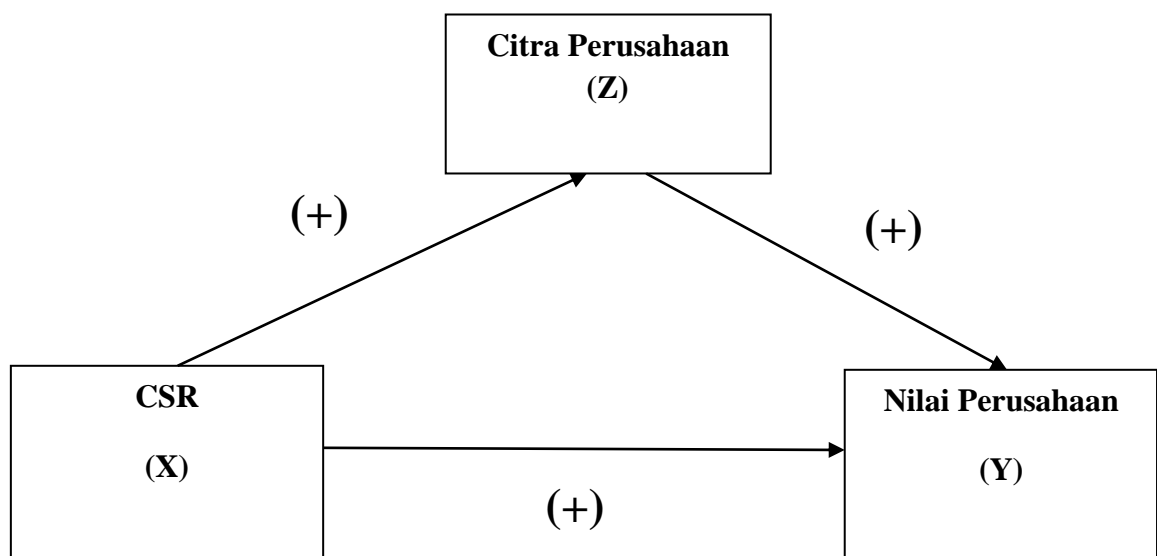 Citra Perusahaan
(Z)
(+)
(+)
CSR
(X)
Nilai Perusahaan
(Y)
(+)